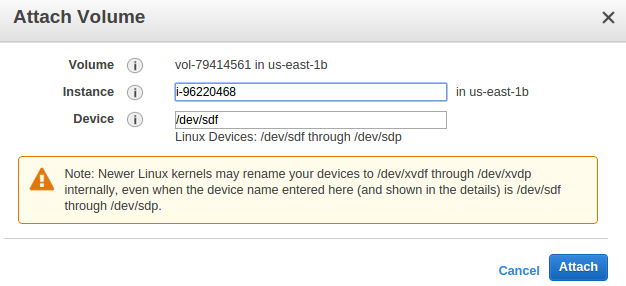 Attach Volume
Volume vol-79414561 in us-east-1b
Instance i-96220468 in us-east-1b
Device /dev/sdf
Linux Devices: /dev/sdf through /dev/sdp
Note: Newer Linux kernels may rename your devices to /dev/xvdf through /dev/xvdp
internally, even when the device name entered here (and shown in the details) is /dev/sdf
through /dev/sdp.
Cancel Attach